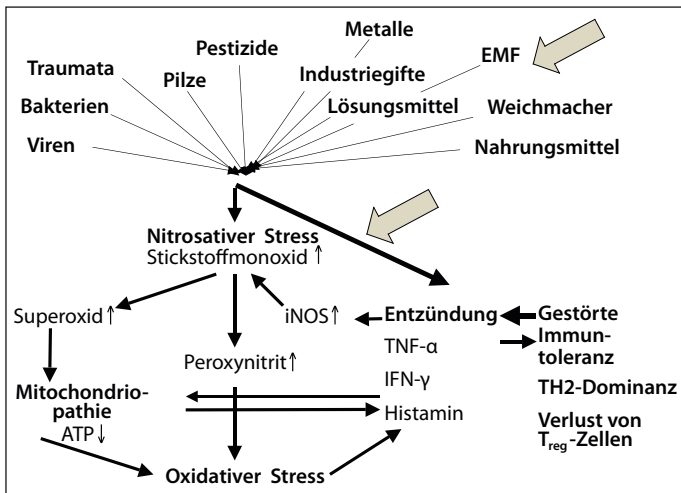 Metalle
Pestizide
EMF
Traumata
Pilze
Industriegifte
Bakterien
Lösungsmittel
Weichmacher
Viren
Nahrungsmittel
Nitrosativer Stress
Stickstoffmonoxid ↑
Superoxid ↑
iNOS ↑
Entzündung
Gestörte
Immun-
toleranz
TNF-α
Peroxynitrit ↑
IFN-γ
TH2-Dominanz
Mitochondrio-
pathie
ATP ↓
Histamin
Verlust von
Treg-Zellen
Oxidativer Stress